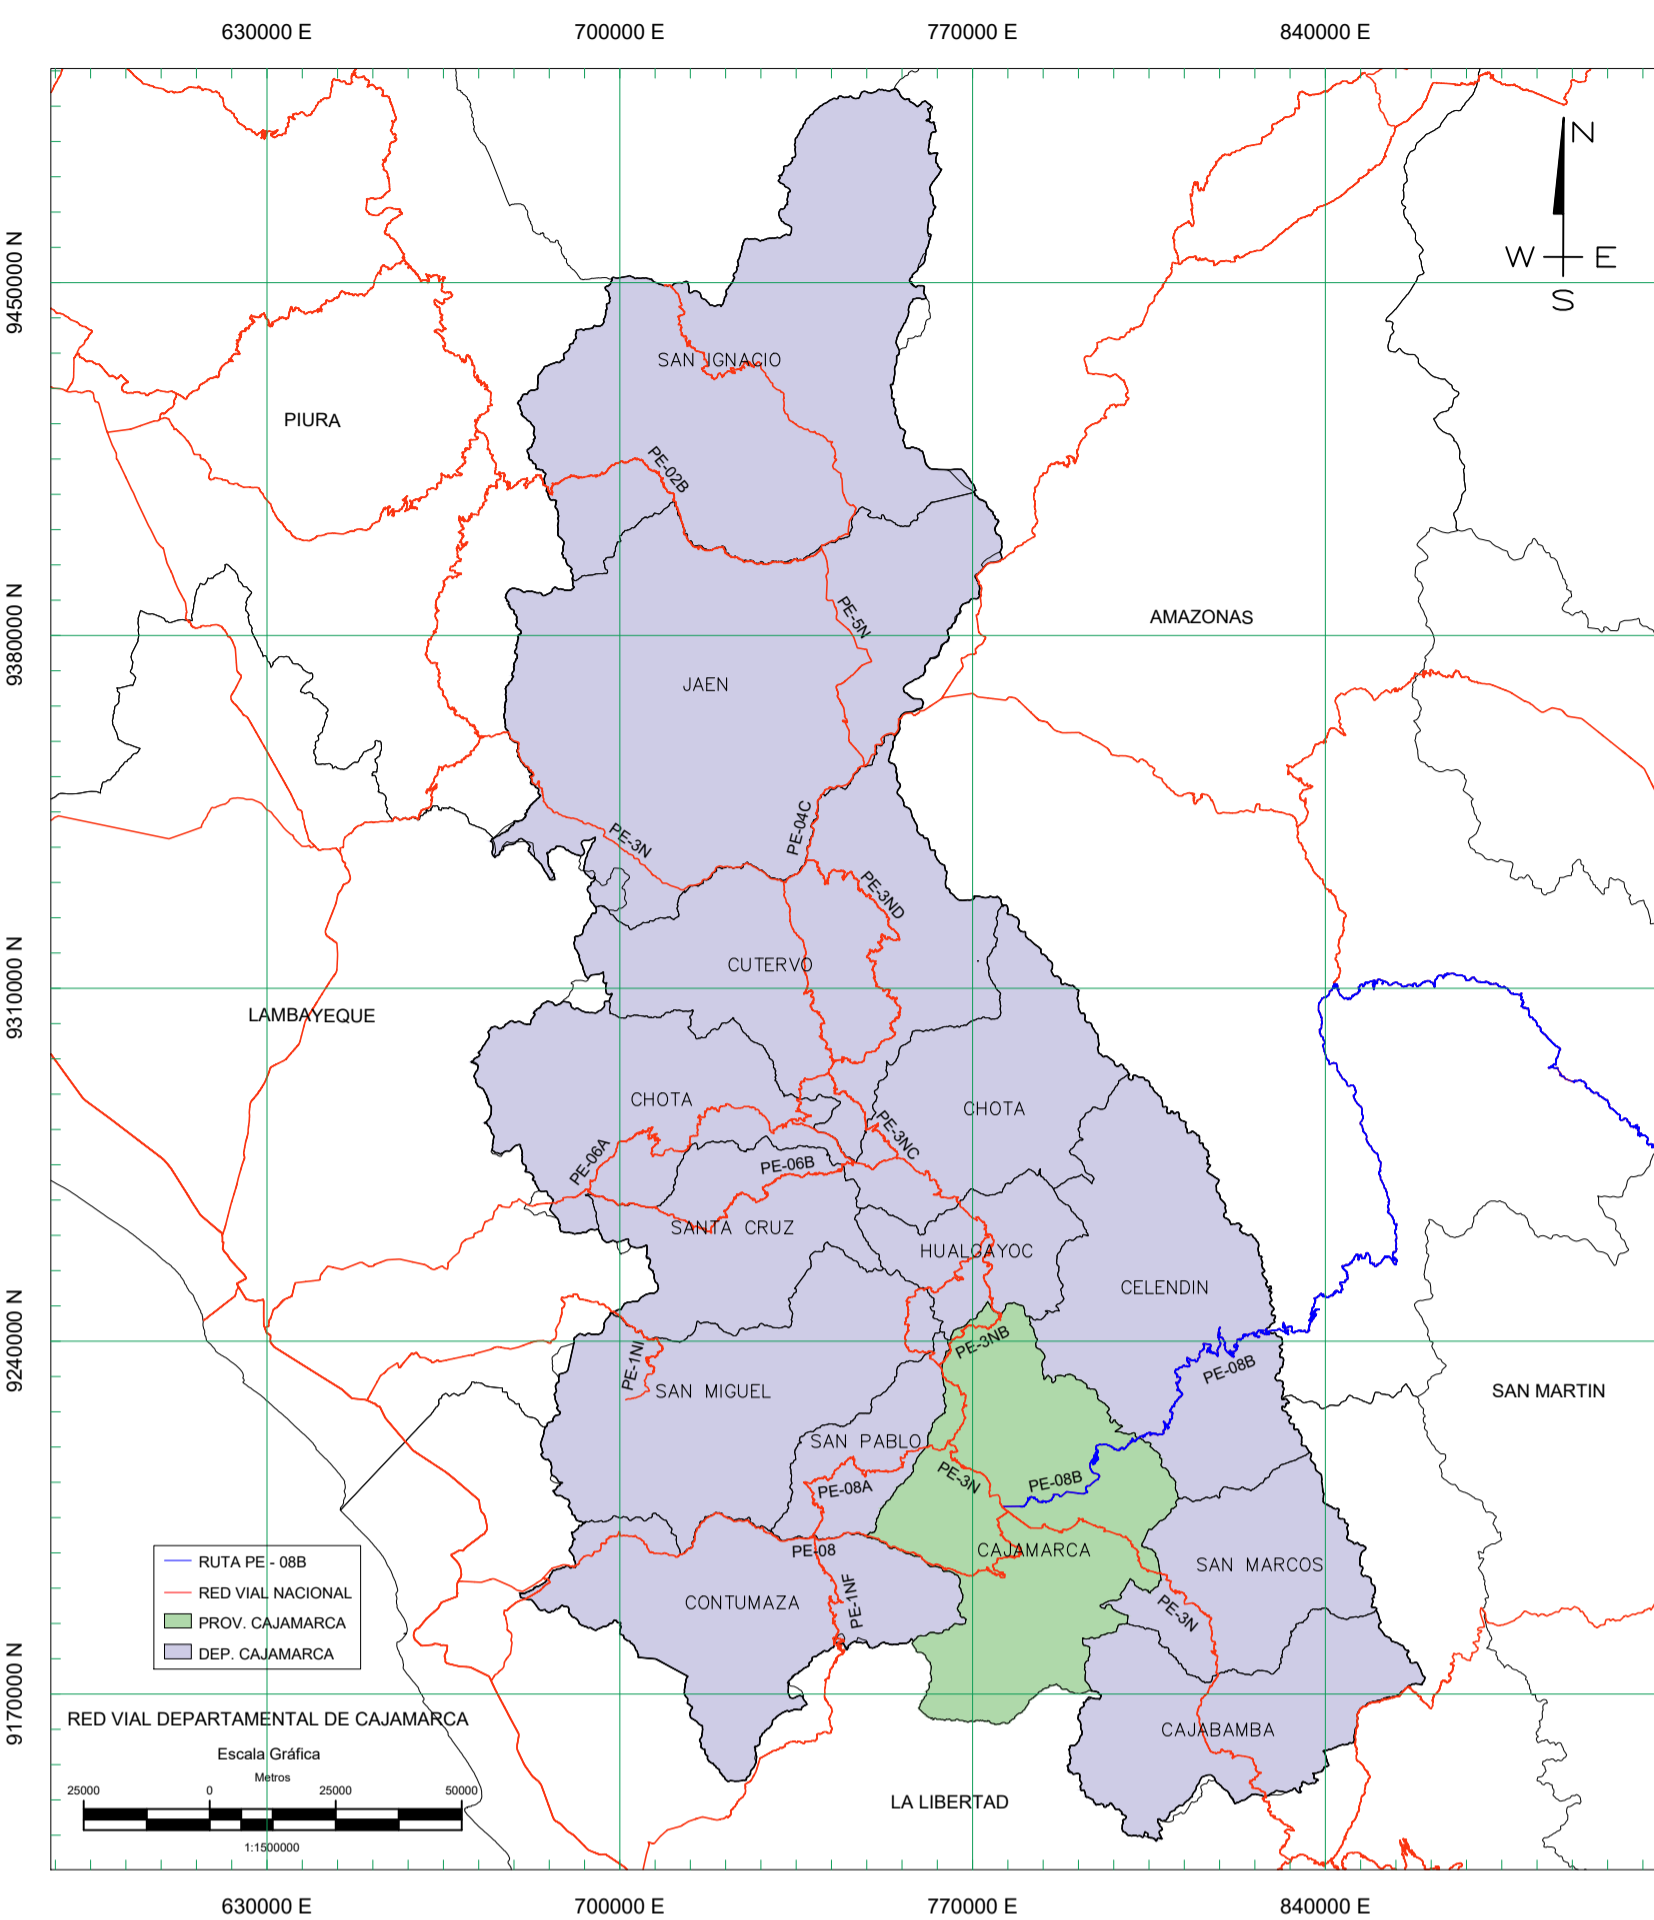 630000 E
700000 E
770000 E
840000 E
N
W
E
S
9450000 N
SAN IGNACIO
PIURA
PE-02B
PE-5N
AMAZONAS
9380000 N
JAEN
PE-04C
PE-3N
PE-3ND
CUTERVO
9310000 N
LAMBAYEQUE
CHOTA
CHOTA
PE-3NC
PE-06A
PE-06B
SANTA CRUZ
HUALGAYOC
CELENDIN
9240000 N
PE-3NB
PE-1NI
PE-08B
SAN MIGUEL
SAN MARTIN
SAN PABLO
PE-3N
PE-08B
PE-08A
PE-08
CAJAMARCA
SAN MARCOS
PE-1NF
CONTUMAZA
PE-3N
RUTA PE - 08B
RED VIAL NACIONAL
PROV. CAJAMARCA
DEP. CAJAMARCA
9170000 N
RED VIAL DEPARTAMENTAL DE CAJAMARCA
CAJABAMBA
Escala Gráfica
Metros
25000
0
25000
50000
1:1500000
LA LIBERTAD
630000 E
700000 E
770000 E
840000 E